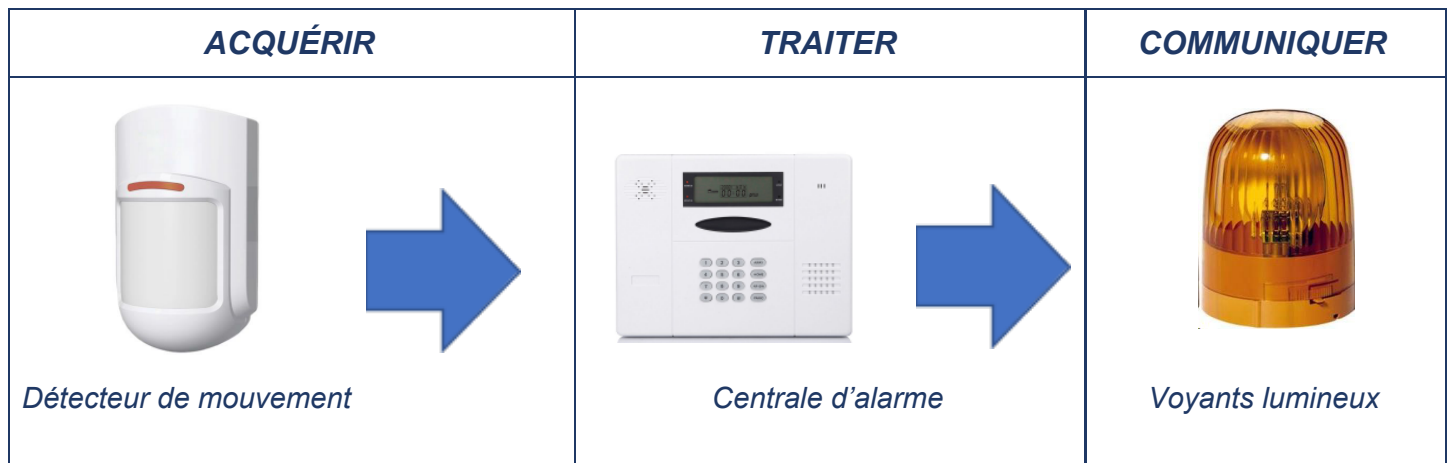 ACQUÉRIR
TRAITER
COMMUNIQUER
Détecteur de mouvement
Centrale d'alarme
Voyants lumineux